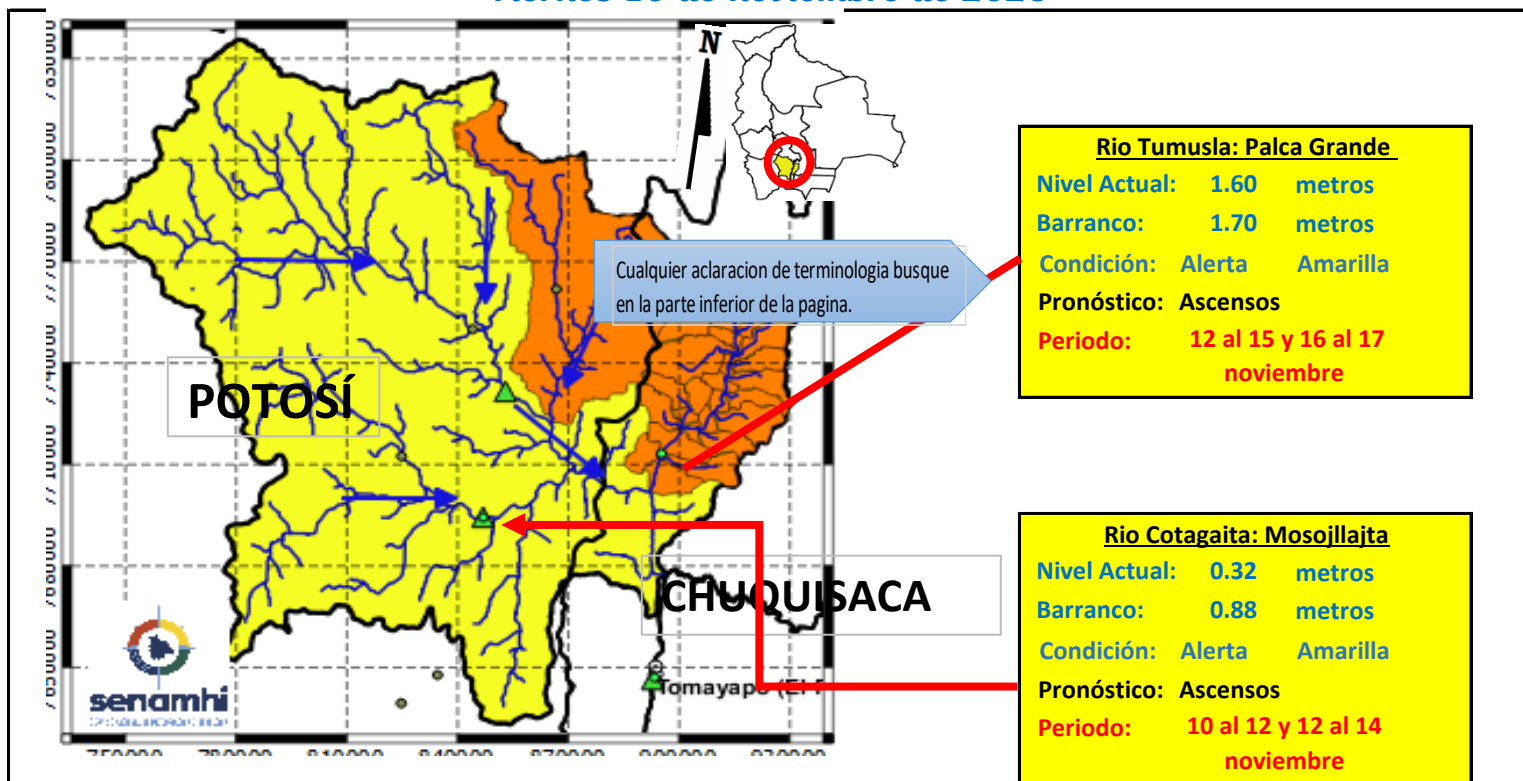 N
Rio Tumusla: Palca Grande
Nivel Actual: 1.60 metros
Barranco: 1.70 metros
Condición: Alerta Amarilla
Pronóstico: Ascensos
Periodo: 12 al 15 y 16 al 17
noviembre
Cualquier aclaracion de terminologia busque
en la parte inferior de la pagina.
POTOSÍ
CHUQUISACA
Rio Cotagaita: Mosojllajta
Nivel Actual: 0.32 metros
Barranco: 0.88 metros
Condición: Alerta Amarilla
Pronóstico: Ascensos
Periodo: 10 al 12 y 12 al 14
noviembre
senamhi
Tomayapo (El